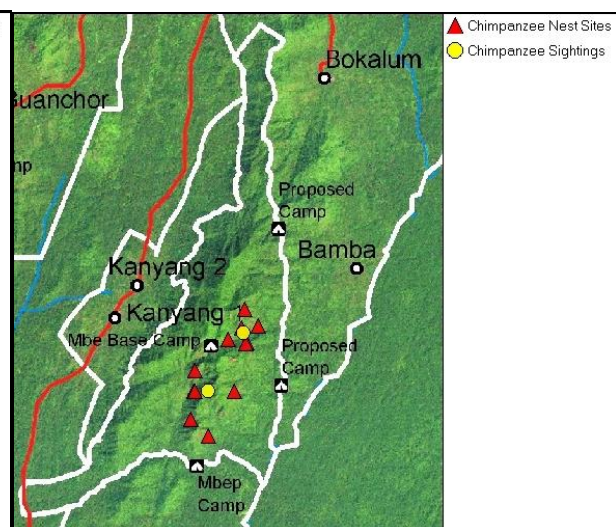 Chimpanzee Nest Sites
Chimpanzee Sightings
Bokalum
Guanchor
mp
Proposed
Camp
Bamba
Kanyang 2
Kanyang 1
Mbe Base Camp
Proposed
Camp
Mbep
Camp